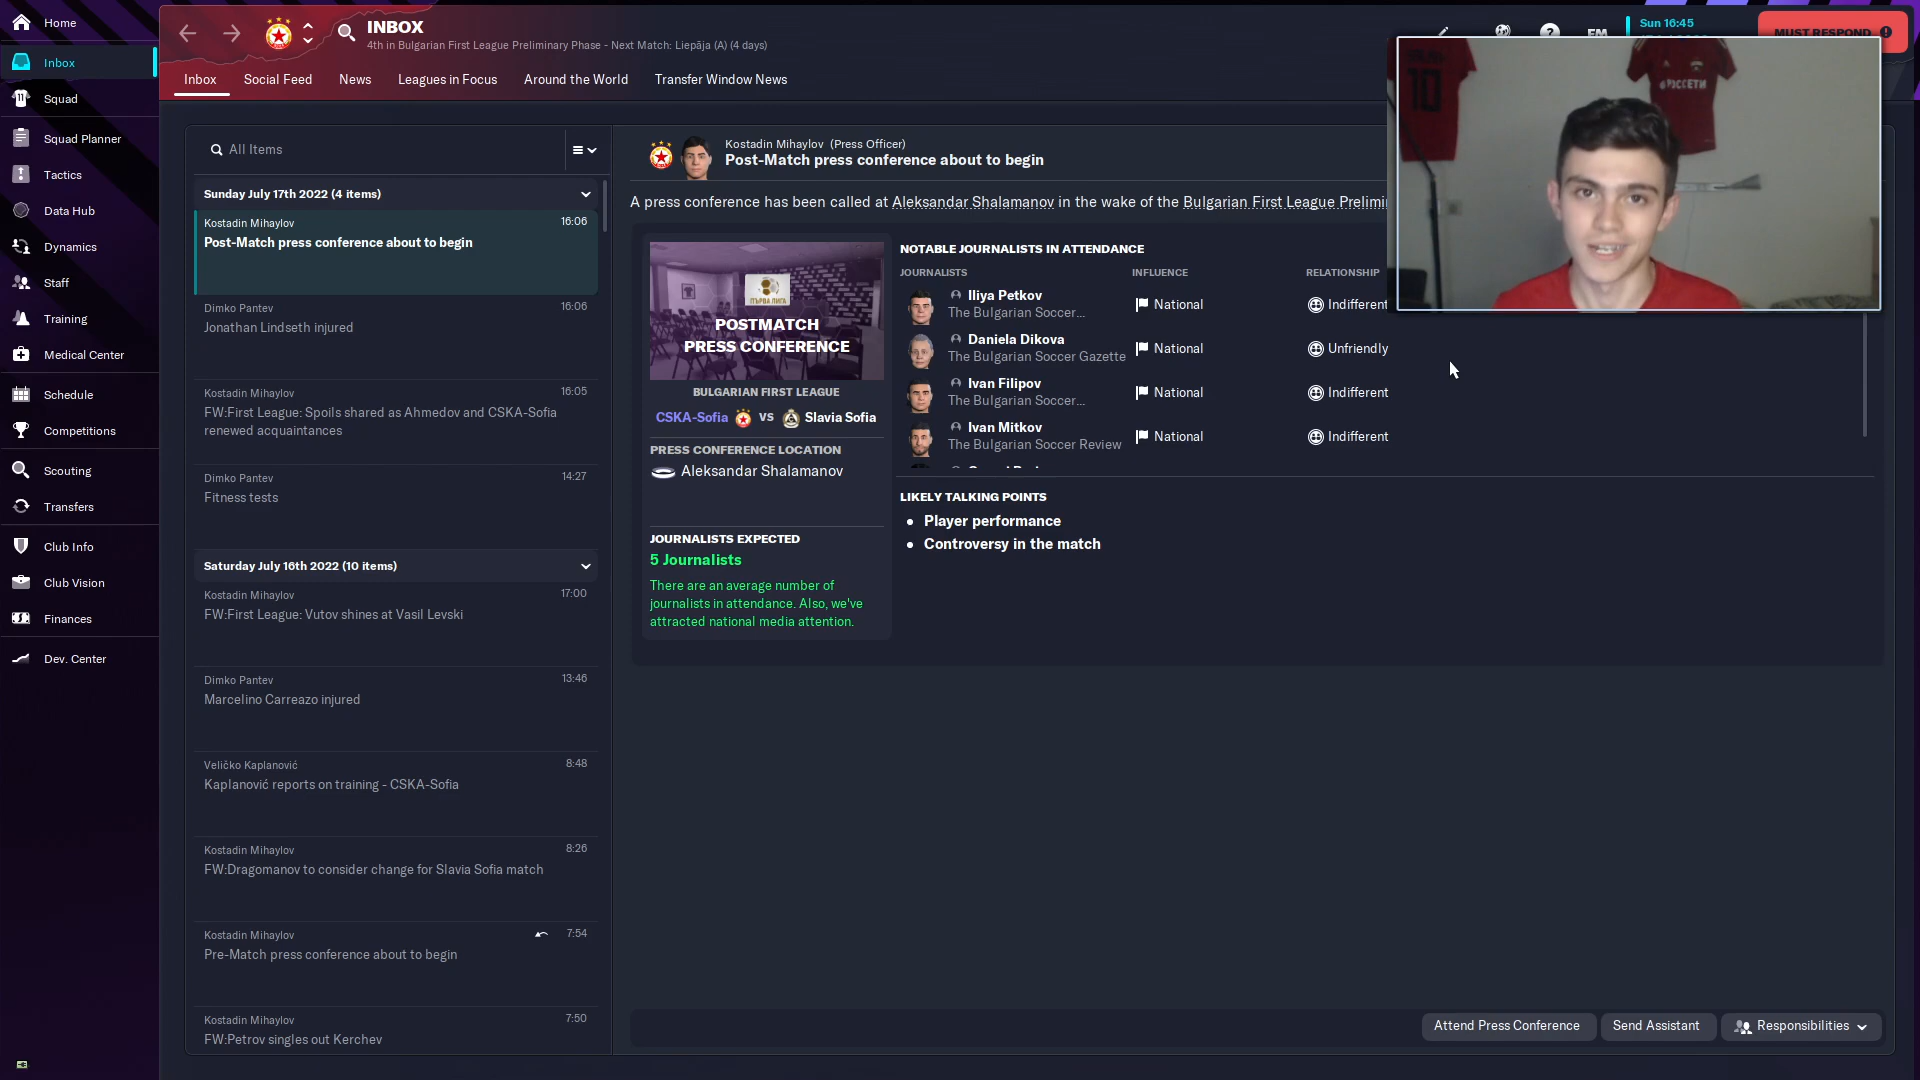 Home
Inbox
Squad
Squad Planner
Tactics
Data Hub
Dynamics
Staff
Training
Medical Center
Schedule
Competitions
Scouting
Transfers
Club Info
Club Vision
Finances
Dev. Center
INBOX
4th in Bulgarian First League Preliminary Phase - Next Match: Liepāja (A) (4 days)
Sun 16:45
MUST RESPOND
FM
Inbox
Social Feed
News
Leagues in Focus
Around the World
Transfer Window News
All Items
Sunday July 17th 2022 (4 items)
Kostadin Mihaylov 16:06
Post-Match press conference about to begin
Dimko Pantev 16:06
Jonathan Lindseth injured
Kostadin Mihaylov 16:05
FW:First League: Spoils shared as Ahmedov and CSKA-Sofia
renewed acquaintances
Dimko Pantev 14:27
Fitness tests
Saturday July 16th 2022 (10 items)
Kostadin Mihaylov 17:00
FW:First League: Vutov shines at Vasil Levski
Dimko Pantev 13:46
Marcelino Carreazo injured
Veličko Kaplanović 8:48
Kaplanović reports on training - CSKA-Sofia
Kostadin Mihaylov 8:26
FW:Dragomanov to consider change for Slavia Sofia match
Kostadin Mihaylov 7:54
Pre-Match press conference about to begin
Kostadin Mihaylov 7:50
FW:Petrov singles out Kerchev
Kostadin Mihaylov (Press Officer)
Post-Match press conference about to begin
A press conference has been called at Aleksandar Shalamanov in the wake of the Bulgarian First League Prelimi
ПЪРВА ЛИГА
POSTMATCH
PRESS CONFERENCE
BULGARIAN FIRST LEAGUE
CSKA-Sofia VS Slavia Sofia
PRESS CONFERENCE LOCATION
Aleksandar Shalamanov
JOURNALISTS EXPECTED
5 Journalists
There are an average number of
journalists in attendance. Also, we've
attracted national media attention.
NOTABLE JOURNALISTS IN ATTENDANCE
JOURNALISTS INFLUENCE RELATIONSHIP
Iliya Petkov
The Bulgarian Soccer...
National
Indifferent
Daniela Dikova
The Bulgarian Soccer Gazette
National
Unfriendly
Ivan Filipov
The Bulgarian Soccer...
National
Indifferent
Ivan Mitkov
The Bulgarian Soccer Review
National
Indifferent
LIKELY TALKING POINTS
Player performance
Controversy in the match
10
РОССЕТИ
Attend Press Conference
Send Assistant
Responsibilities